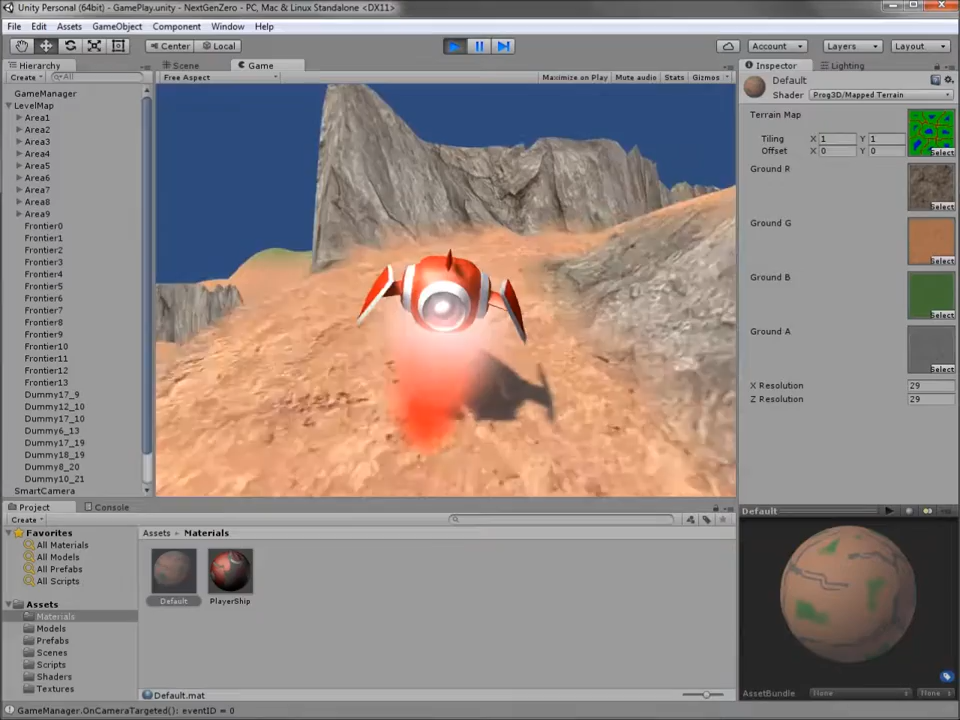 Unity Personal (64bit) - GamePlay.unity - NextGenZero - PC, Mac & Linux Standalone <DX11>
File Edit Assets GameObject Component Window Help
Center Local Account Layers Layout
Hierarchy Scene Game Inspector Lighting
Create All Free Aspect Maximize on Play Mute audio Stats Gizmos
GameManager
LevelMap
Area1
Area2
Area3
Area4
Area5
Area6
Area7
Area8
Area9
Frontier0
Frontier1
Frontier2
Frontier3
Frontier4
Frontier5
Frontier6
Frontier7
Frontier8
Frontier9
Frontier10
Frontier11
Frontier12
Frontier13
Dummy17_9
Dummy12_10
Dummy17_10
Dummy6_13
Dummy17_19
Dummy18_19
Dummy8_20
Dummy10_21
SmartCamera
Default
Shader Prog3D/Mapped Terrain
Terrain Map
Tiling X 1 Y 1
Offset X 0 Y 0
Select
Ground R
Select
Ground G
Select
Ground B
Select
Ground A
Select
X Resolution 29
Z Resolution 29
Project Console
Create
Favorites
All Materials
All Models
All Prefabs
All Scripts
Assets
Materials
Models
Prefabs
Scenes
Scripts
Shaders
Textures
Assets Materials
Default PlayerShip
Default.mat
Default
AssetBundle None None
GameManager.OnCameraTargeted(): eventID = 0